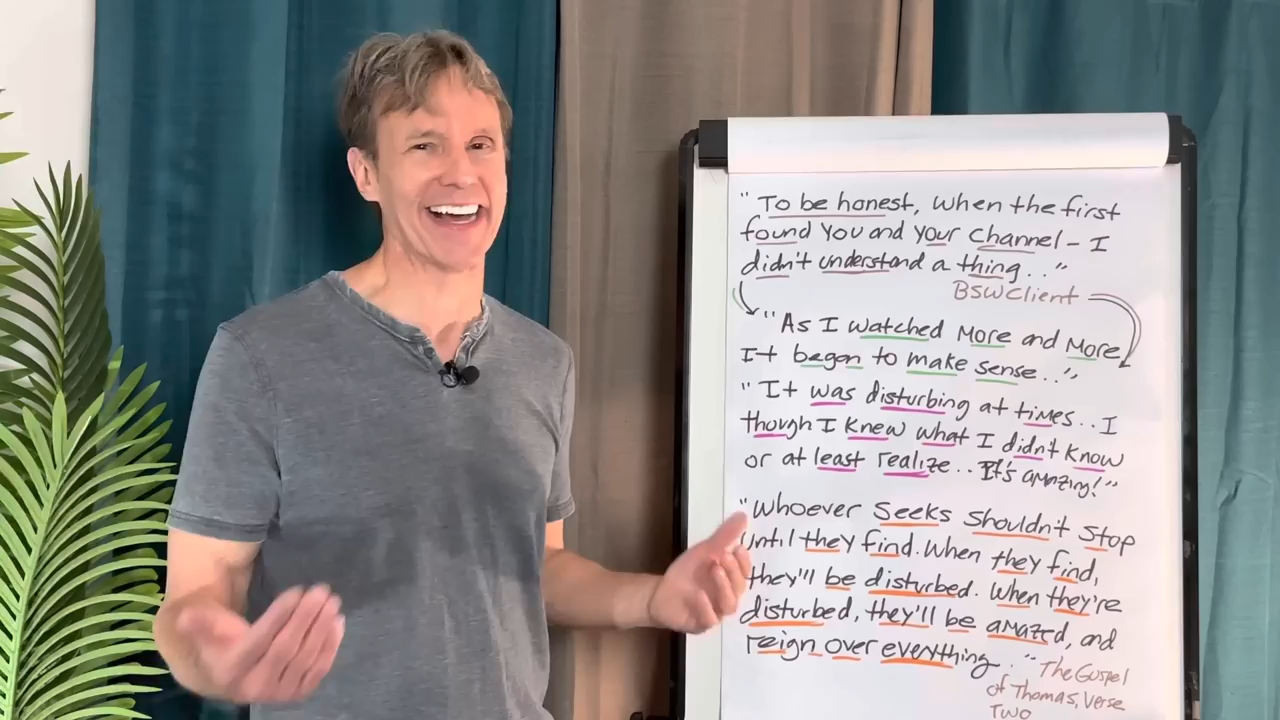 "To be honest, when the first
found you and your channel - I
didn't understand a thing..."
BSW client
"As I watched more and more
It began to make sense..."
"It was disturbing at times.. I
though I knew what I didn't know
or at least realize.. It's amazing!"
"Whoever seeks shouldn't stop
until they find. When they find,
they'll be disturbed. When they're
disturbed, they'll be amazed, and
reign over everything."
The Gospel
of Thomas, Verse
Two